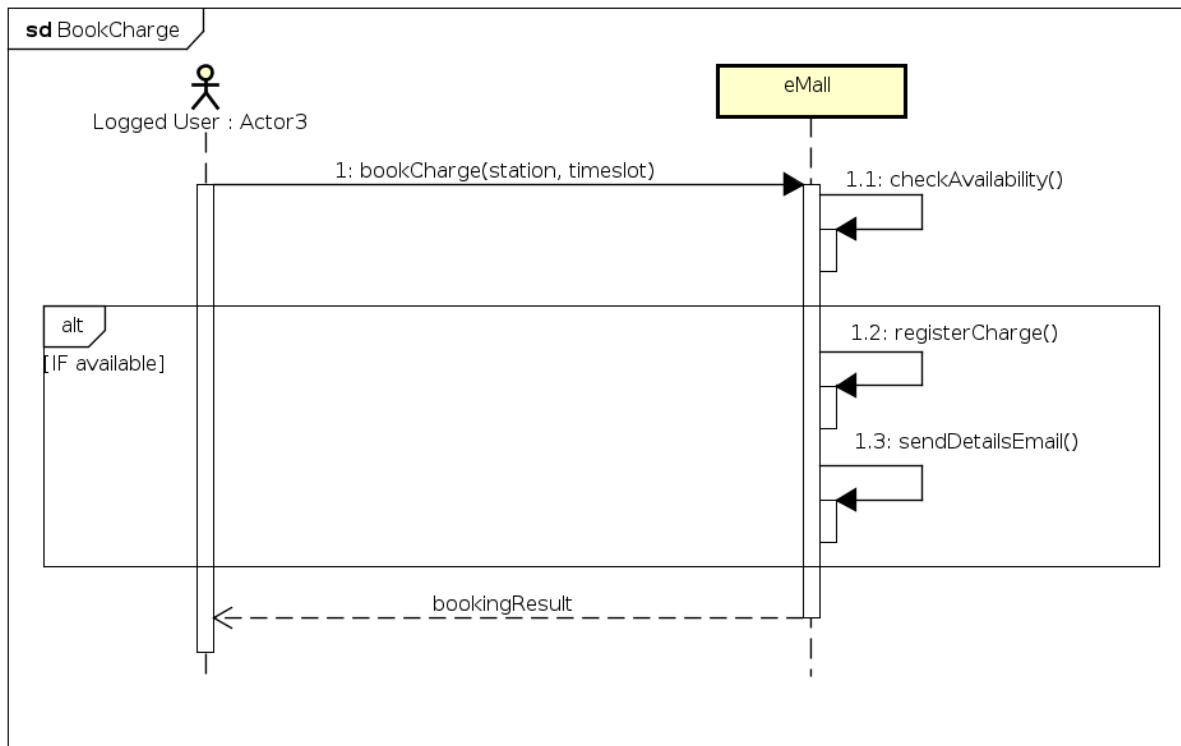 sd BookCharge
Logged User : Actor3
eMall
1: bookCharge(station, timeslot)
1.1: checkAvailability()
alt
[IF available]
1.2: registerCharge()
1.3: sendDetailsEmail()
bookingResult